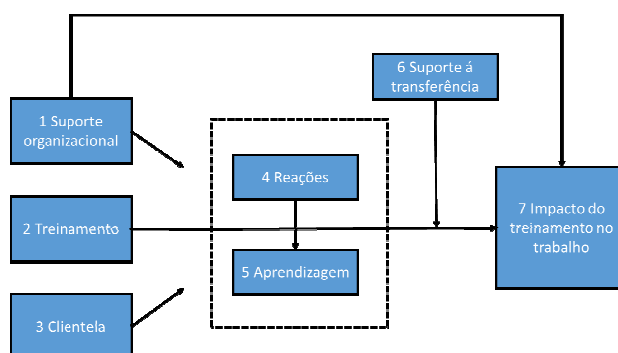 6 Suporte á
transferência
1 Suporte
organizacional
4 Reações
2 Treinamento
7 Impacto do
treinamento no
trabalho
5 Aprendizagem
3 Clientela